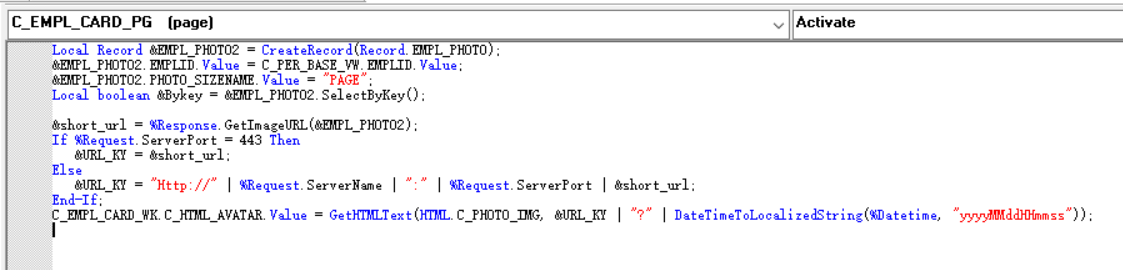 C_EMPL_CARD_PG (page)
Activate
Local Record &EMPL_PHOTO2 = CreateRecord(Record.EMPL_PHOTO);
&EMPL_PHOTO2.EMPLID.Value = C_PER_BASE_VW.EMPLID.Value;
&EMPL_PHOTO2.PHOTO_SIZENAME.Value = "PAGE";
Local boolean &Bykey = &EMPL_PHOTO2.SelectByKey();
&short_url = %Response.GetImageURL(&EMPL_PHOTO2);
If %Request.ServerPort = 443 Then
&URL_KY = &short_url;
Else
&URL_KY = "Http://" | %Request.ServerName | ":" | %Request.ServerPort | &short_url;
End-If;
C_EMPL_CARD_WK.C_HTML_AVATAR.Value = GetHTMLText(HTML.C_PHOTO_IMG, &URL_KY | "?" | DateTimeToLocalizedString(%Datetime, "yyyyMMddHHmmss"));